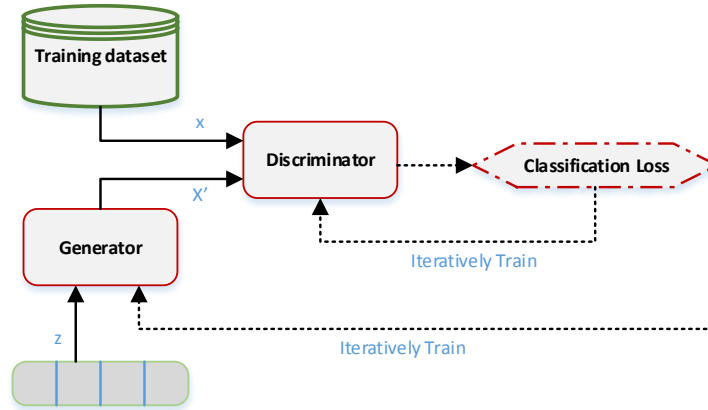 Training dataset
x
Discriminator
Classification Loss
X’
Generator
Iteratively Train
z
Iteratively Train